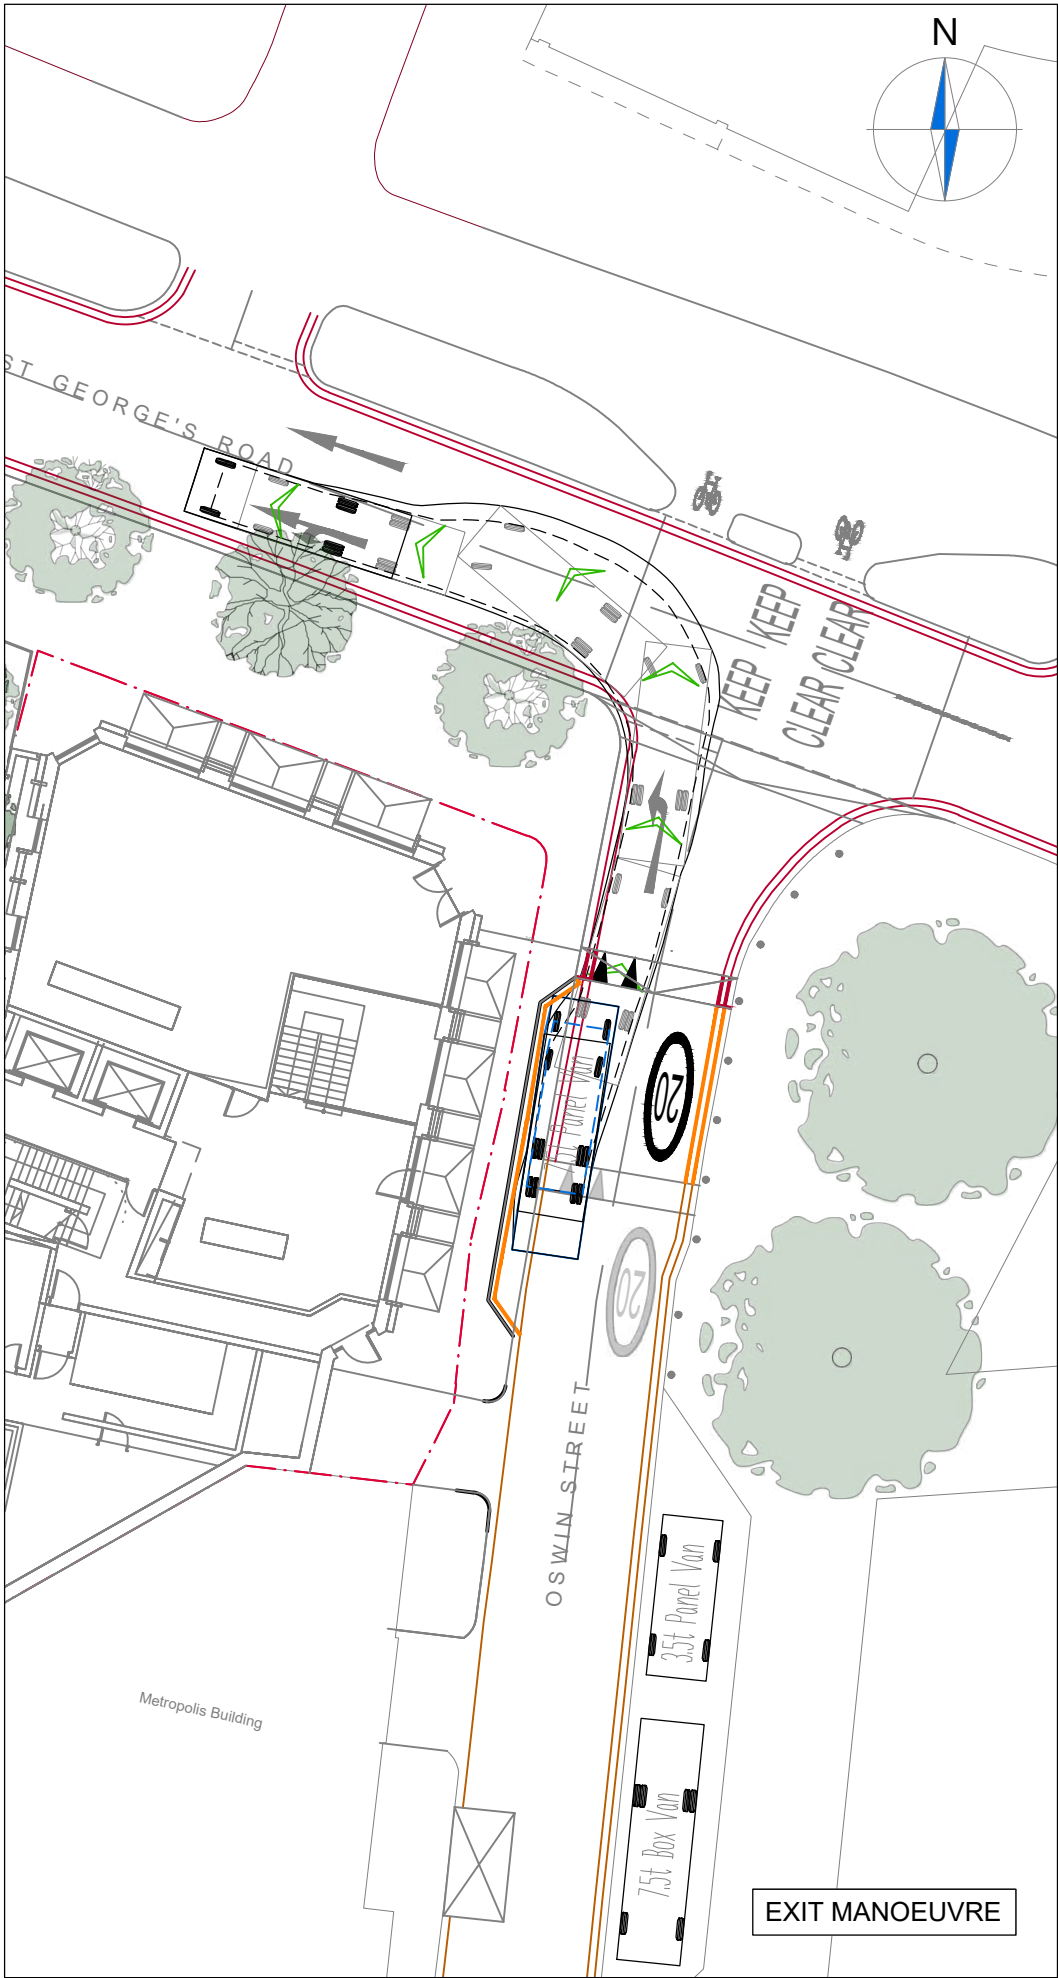 N
ST GEORGE'S ROAD
KEEP KEEP
CLEAR CLEAR
Panel Van
20
20
OSWIN STREET
3.5t Panel Van
Metropolis Building
7.5t Box Van
EXIT MANOEUVRE